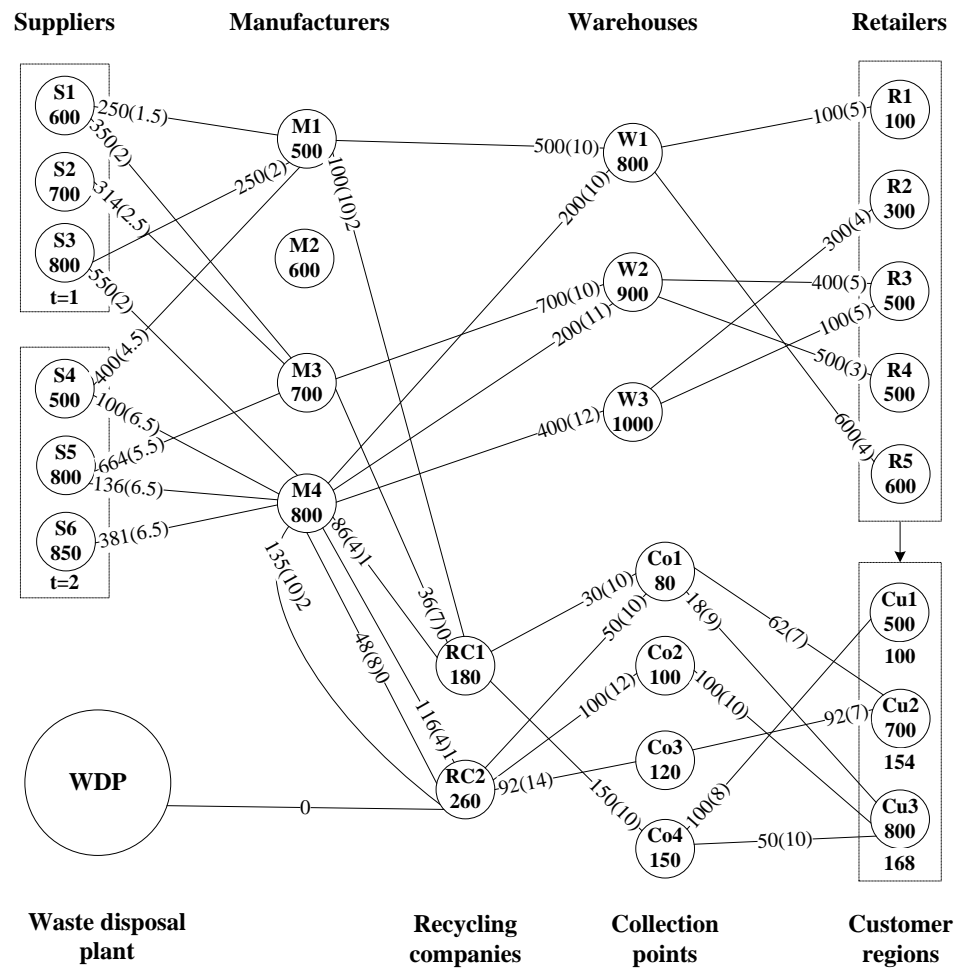 Suppliers
Manufacturers
Warehouses
Retailers
S1
600
S2
700
S3
800
t=1
S4
500
S5
800
S6
850
t=2
250(1.5)
350(2)
314(2.5)
250(2)
550(2)
400(4.5)
100(6.5)
664(5.5)
136(6.5)
381(6.5)
M1
500
M2
600
M3
700
M4
800
500(10)
200(10)
700(10)
200(11)
400(12)
100(10)2
36(7)0
86(4)1
135(10)2
48(8)0
116(4)1
W1
800
W2
900
W3
1000
100(5)
300(4)
400(5)
100(5)
500(3)
600(4)
R1
100
R2
300
R3
500
R4
500
R5
600
WDP
0
RC1
180
RC2
260
30(10)
50(10)
100(12)
92(14)
150(10)
Co1
80
Co2
100
Co3
120
Co4
150
62(7)
18(9)
100(10)
92(7)
100(8)
50(10)
Cu1
500
100
Cu2
700
154
Cu3
800
168
Waste disposal
plant
Recycling
companies
Collection
points
Customer
regions